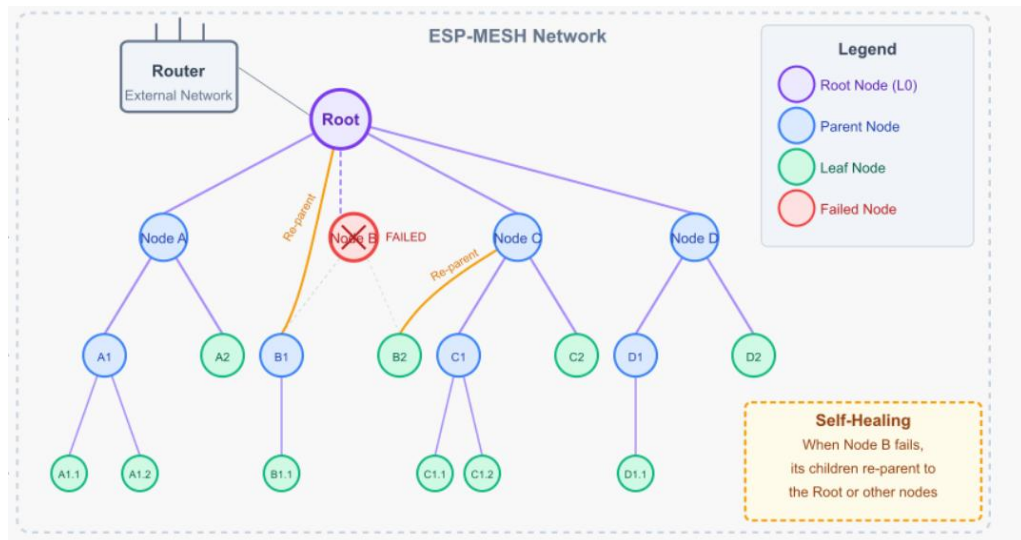 ESP-MESH Network
Router
External Network
Legend
Root Node (L0)
Parent Node
Leaf Node
Failed Node
Root
Re-parent
Node A
Node B
FAILED
Node C
Node D
Re-parent
A1
A2
B1
B2
C1
C2
D1
D2
A1.1
A1.2
B1.1
C1.1
C1.2
D1.1
Self-Healing
When Node B fails,
its children re-parent to
the Root or other nodes